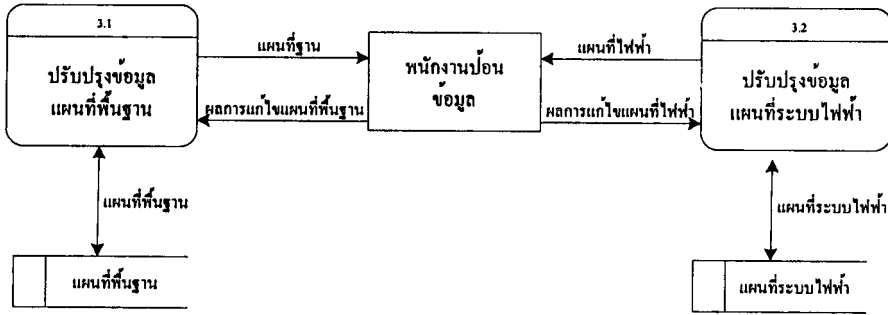 3.1
ปรับปรุงข้อมูล
แผนที่พื้นฐาน
แผนที่ฐาน
ผลการแก้ไขแผนที่พื้นฐาน
พนักงานป้อน
ข้อมูล
แผนที่ไฟฟ้า
ผลการแก้ไขแผนที่ไฟฟ้า
3.2
ปรับปรุงข้อมูล
แผนที่ระบบไฟฟ้า
แผนที่พื้นฐาน
แผนที่ระบบไฟฟ้า
แผนที่พื้นฐาน
แผนที่ระบบไฟฟ้า